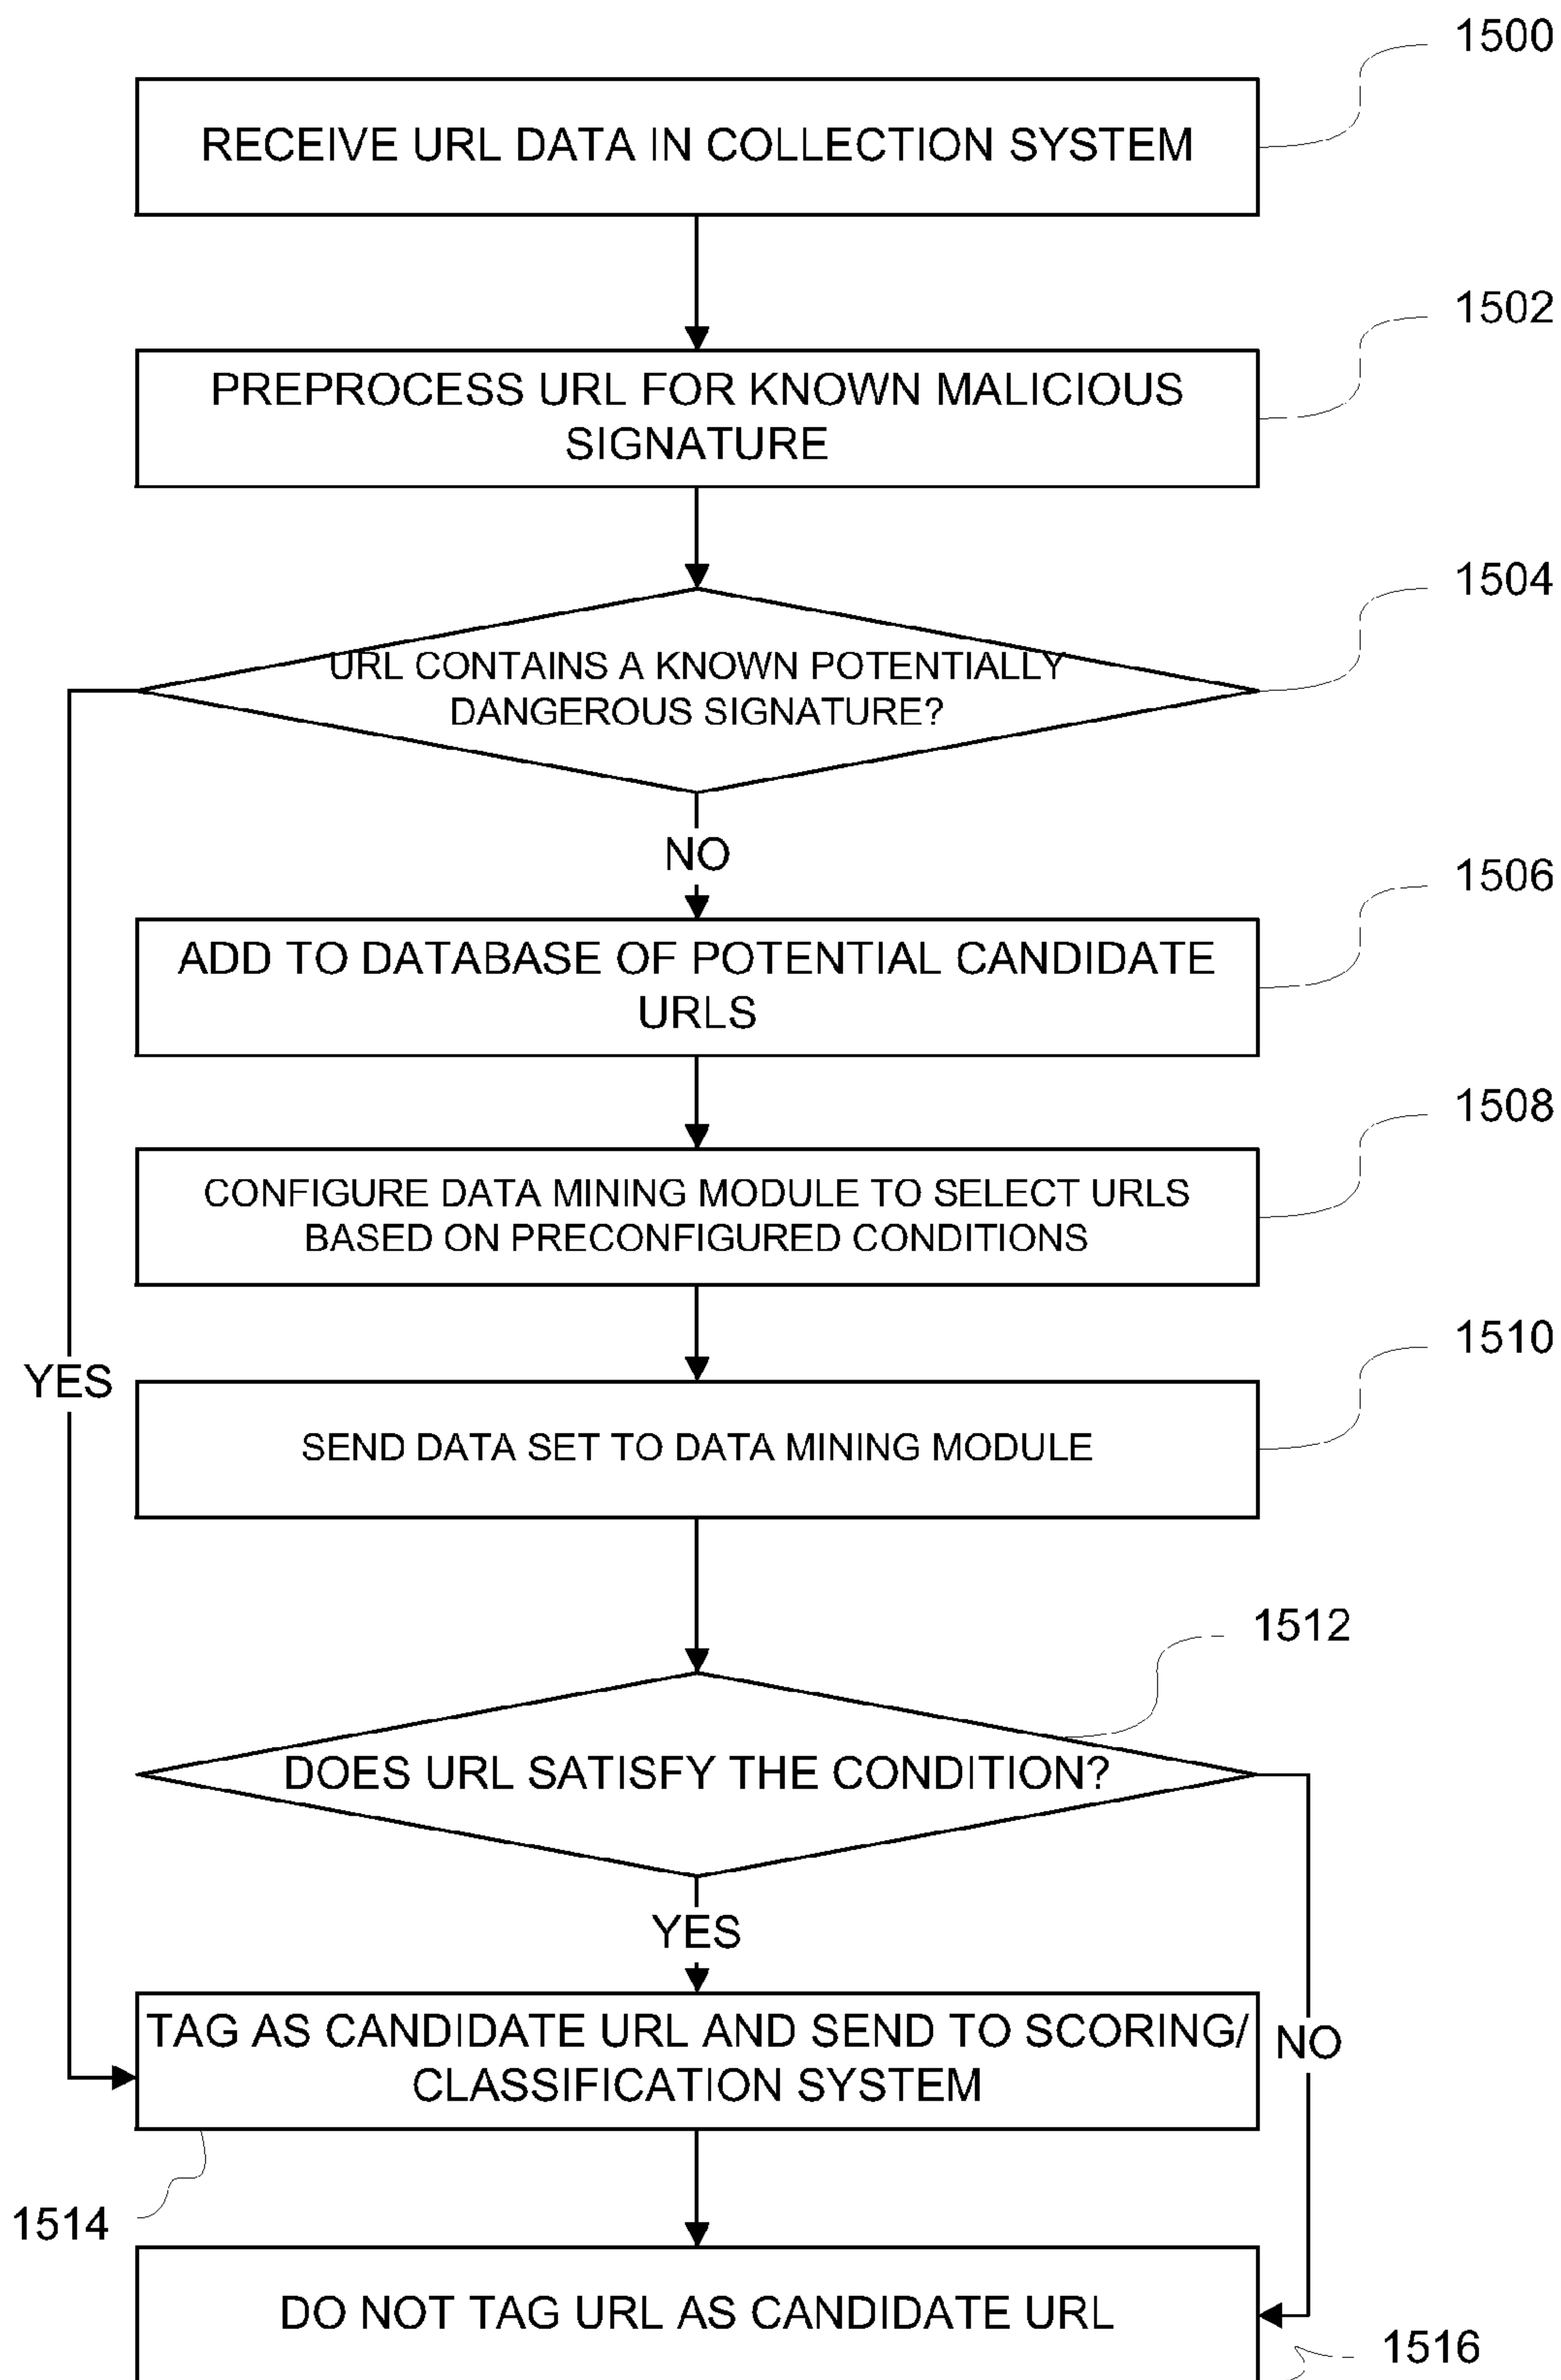 1500
RECEIVE URL DATA IN COLLECTION SYSTEM
1502
PREPROCESS URL FOR KNOWN MALICIOUS
SIGNATURE
1504
URL CONTAINS A KNOWN POTENTIALLY
DANGEROUS SIGNATURE?
NO
1506
ADD TO DATABASE OF POTENTIAL CANDIDATE
URLS
1508
CONFIGURE DATA MINING MODULE TO SELECT URLS
BASED ON PRECONFIGURED CONDITIONS
1510
YES
SEND DATA SET TO DATA MINING MODULE
1512
DOES URL SATISFY THE CONDITION?
YES
TAG AS CANDIDATE URL AND SEND TO SCORING/
CLASSIFICATION SYSTEM
NO
1514
DO NOT TAG URL AS CANDIDATE URL
1516